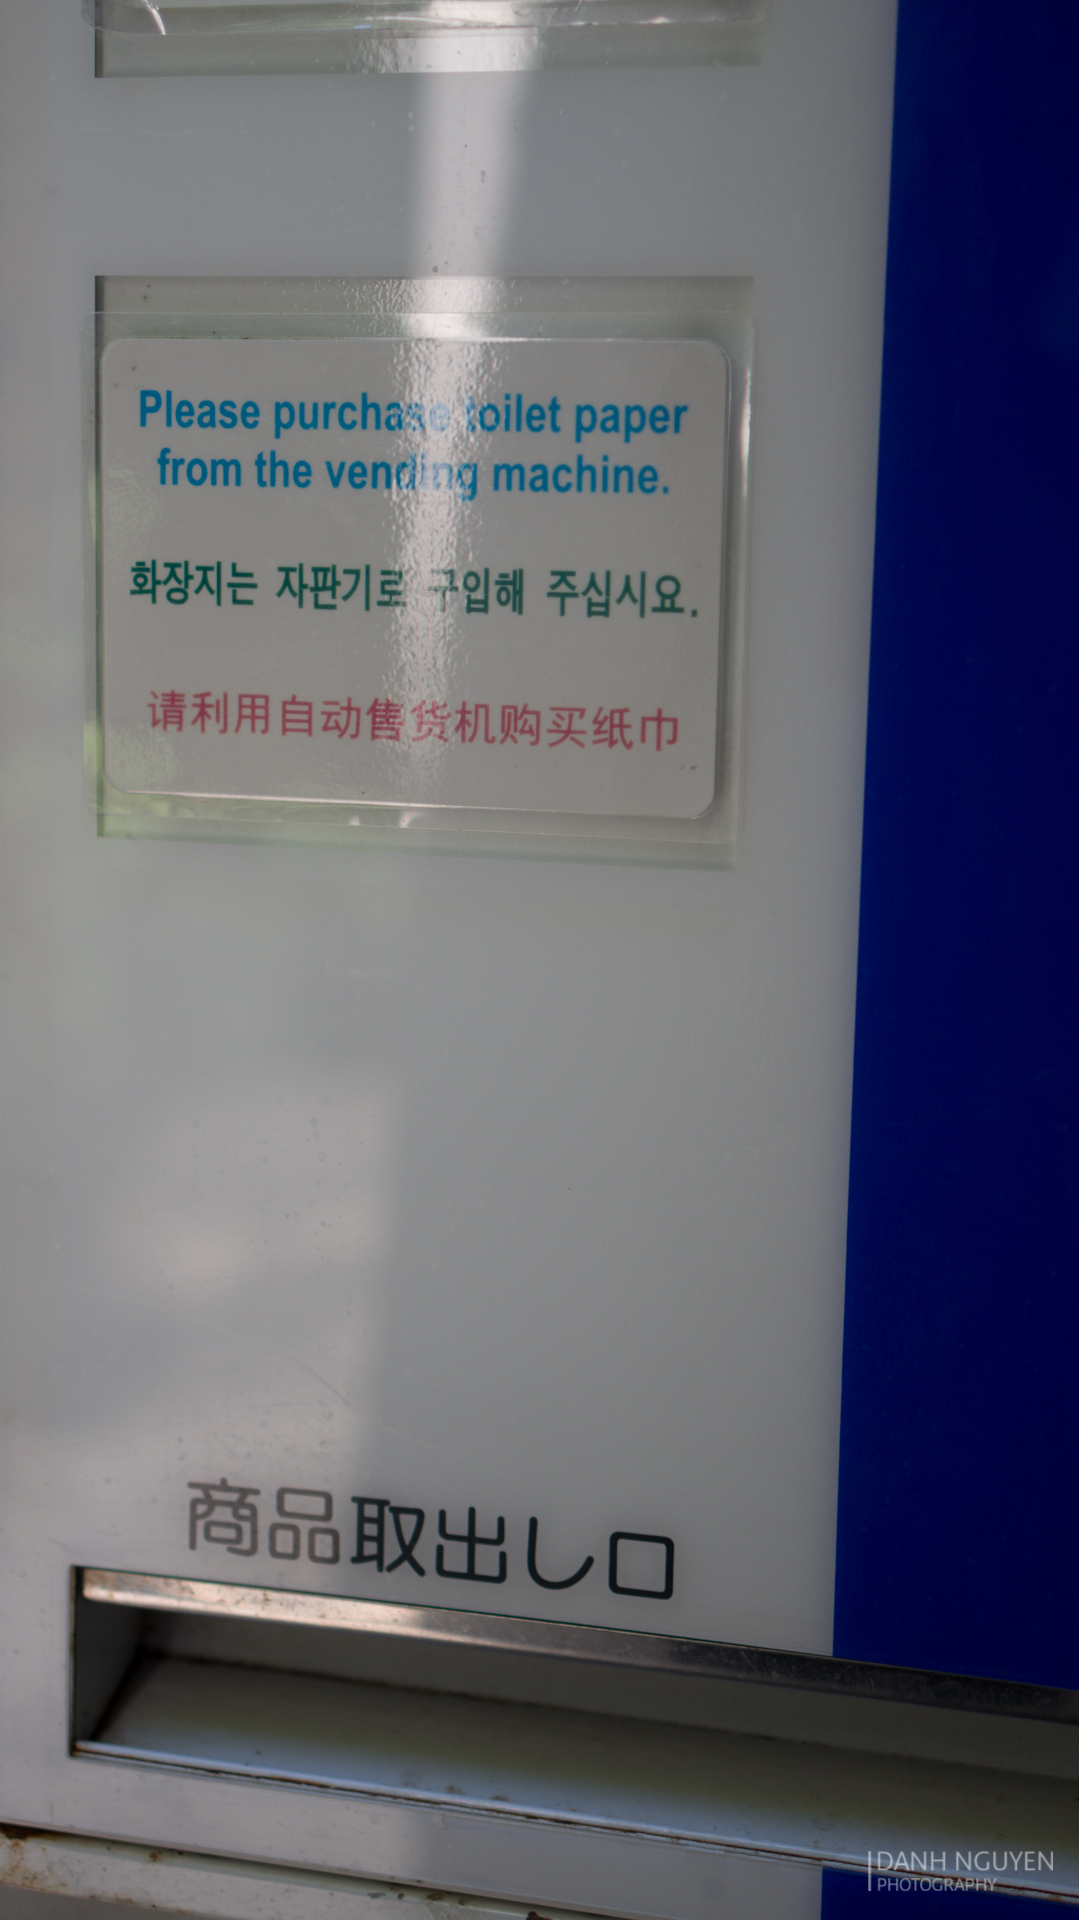 Please purchase toilet paper
from the vending machine.
화장지는 자판기로 구입해 주십시요.
请利用自动售货机购买纸巾
商品取出し口
DANH NGUYEN
PHOTOGRAPHY